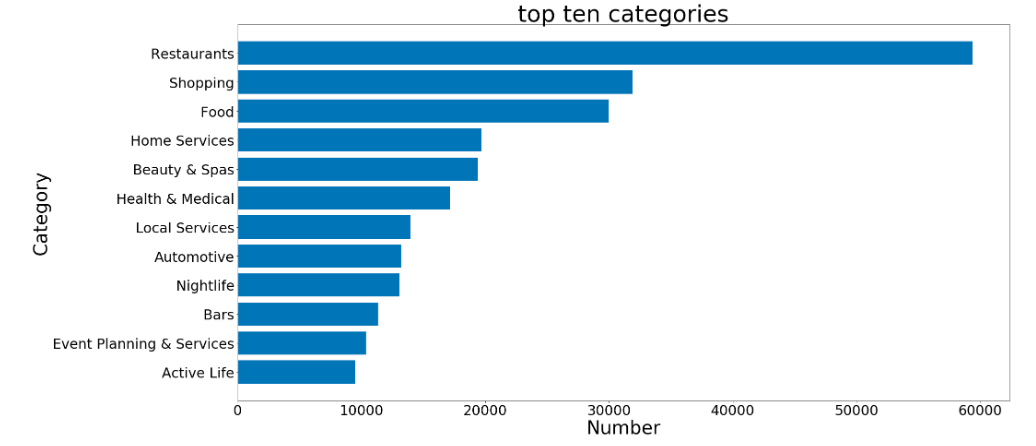 top ten categories
Category
Restaurants
Shopping
Food
Home Services
Beauty & Spas
Health & Medical
Local Services
Automotive
Nightlife
Bars
Event Planning & Services
Active Life
0 10000 20000 30000 40000 50000 60000
Number